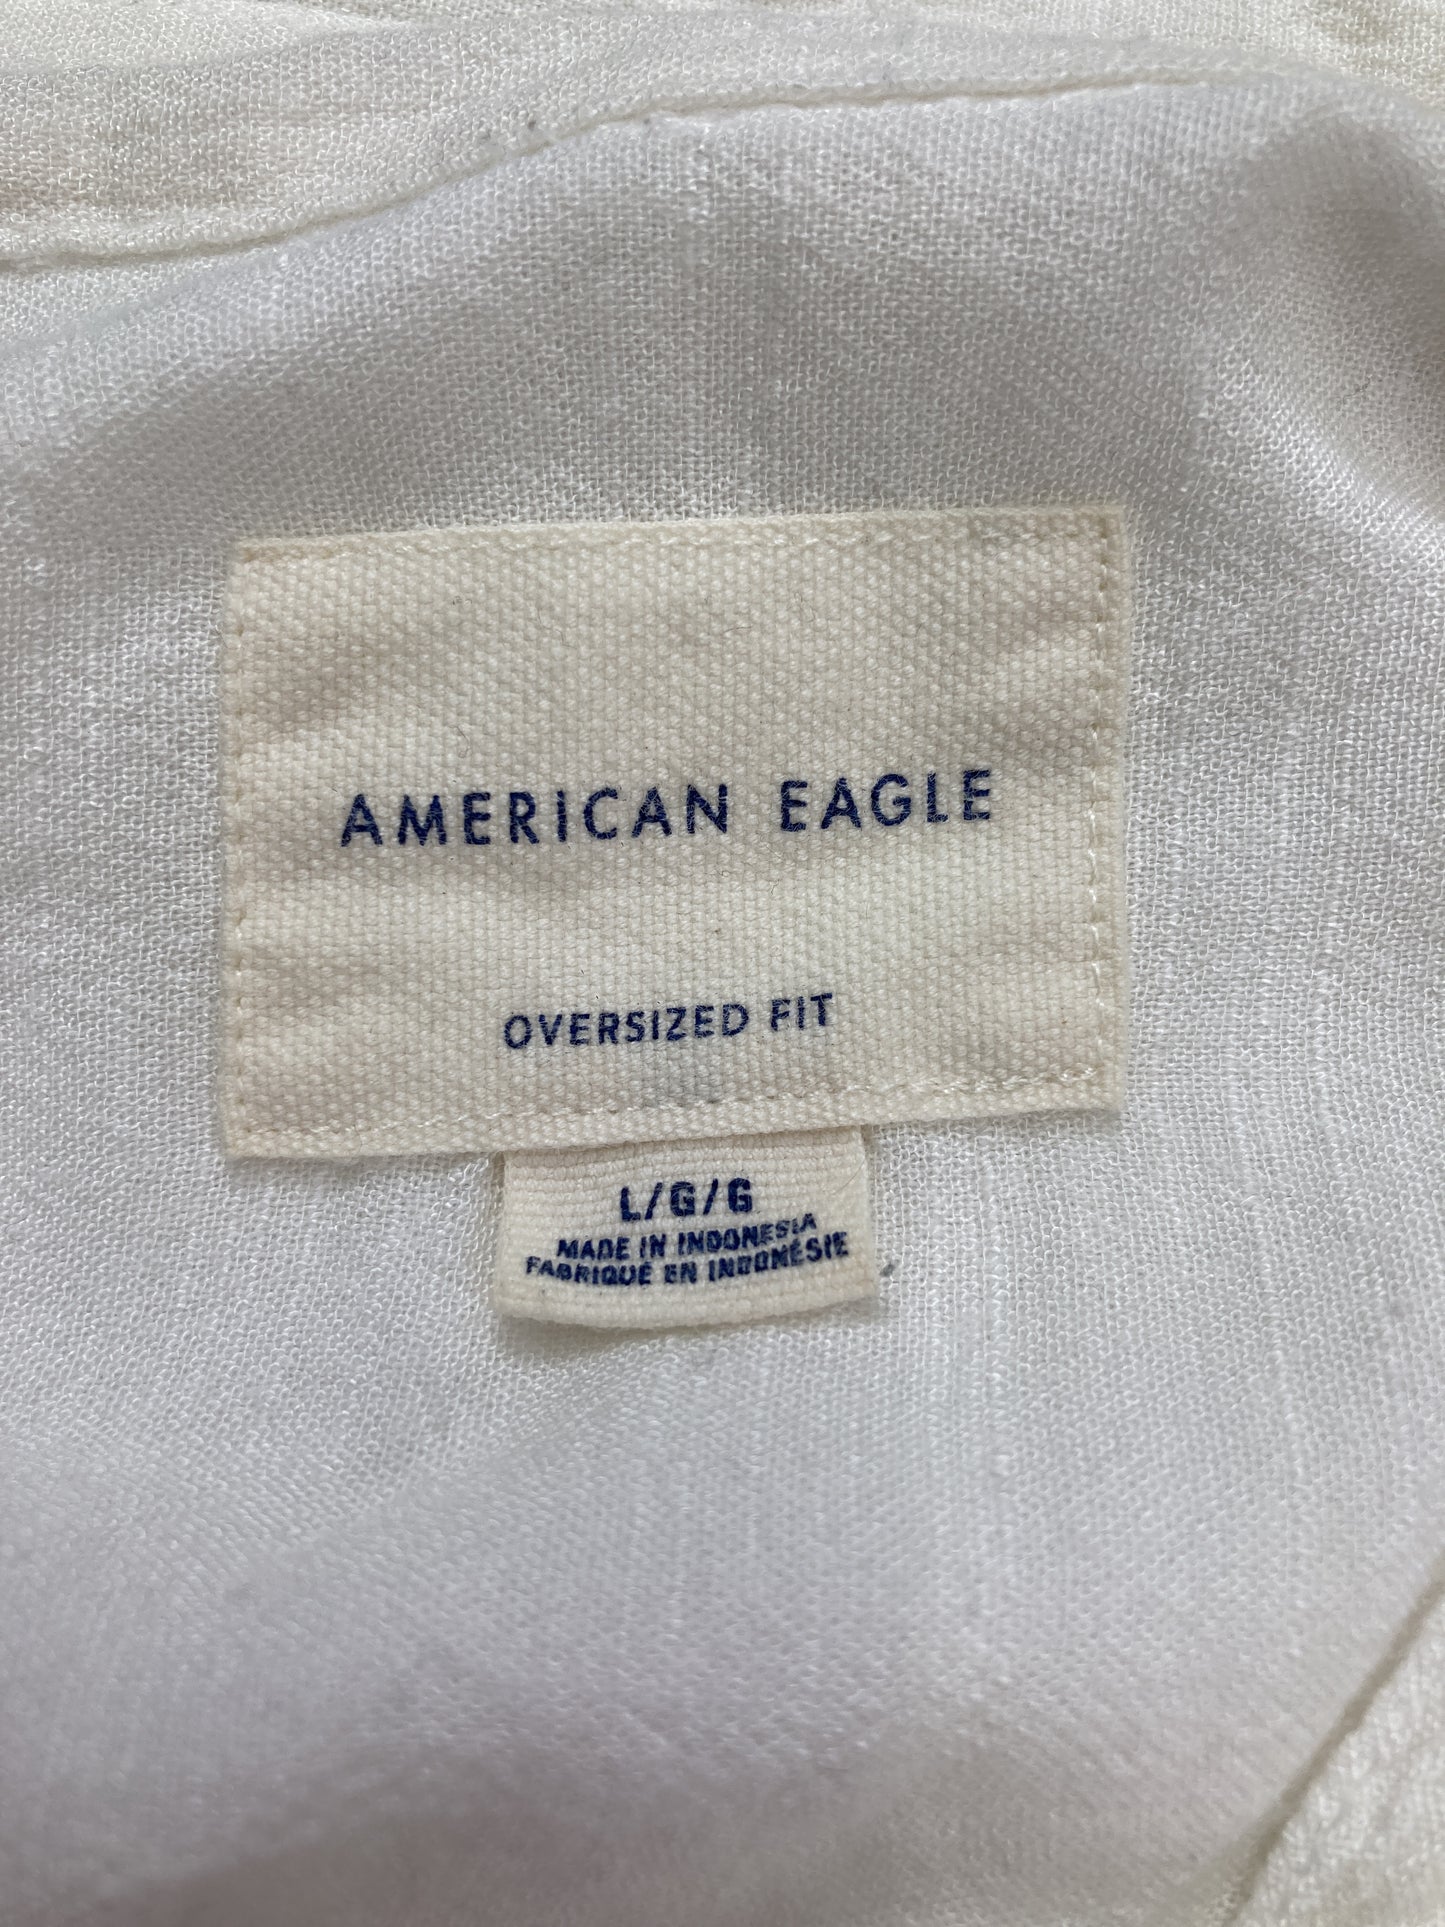 AMERICAN EAGLE
OVERSIZED FIT
L/G/G
MADE IN INDONESIA
FABRIQUÉ EN INDONÉSIE